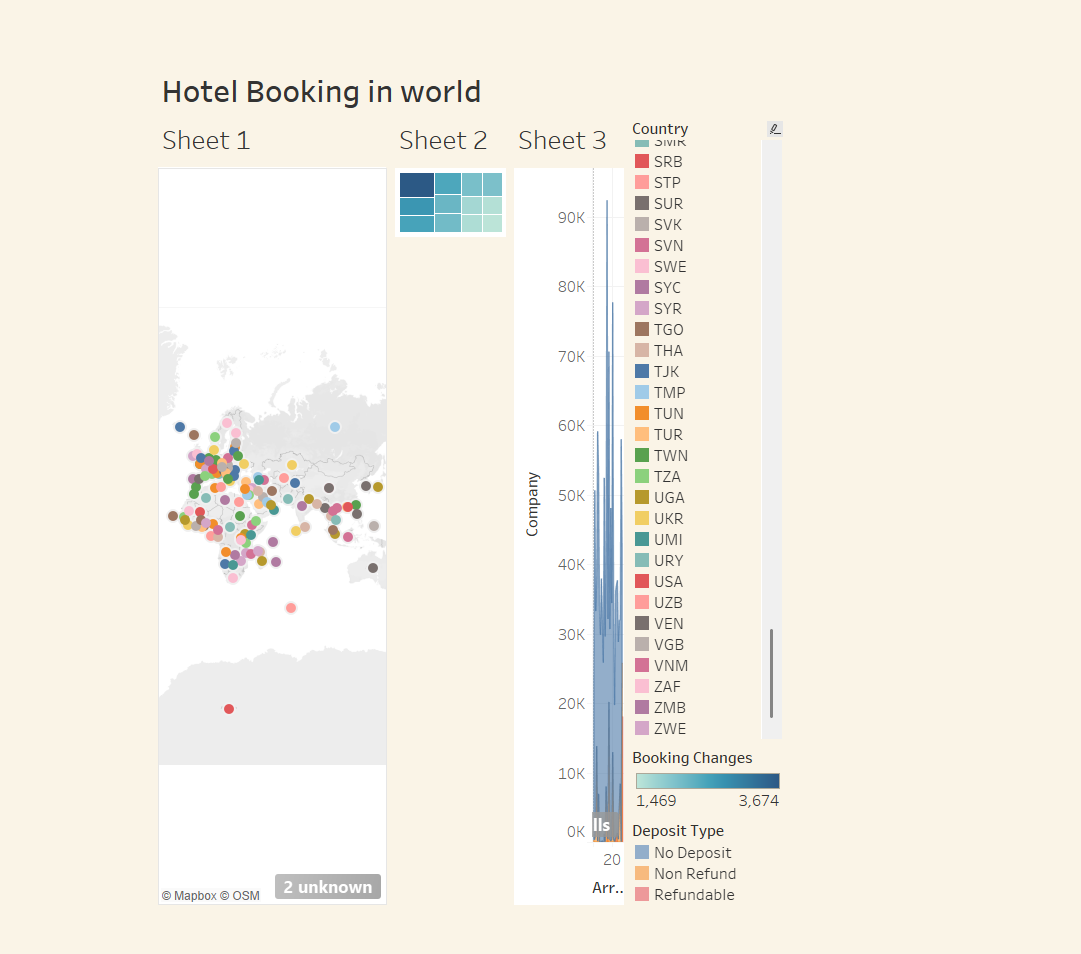 Hotel Booking in world
Sheet 1
Sheet 2
Sheet 3
© Mapbox © OSM
2 unknown
Company
90K
80K
70K
60K
50K
40K
30K
20K
10K
0K
lls
20
Arr..
Country
SMR
SRB
STP
SUR
SVK
SVN
SWE
SYC
SYR
TGO
THA
TJK
TMP
TUN
TUR
TWN
TZA
UGA
UKR
UMI
URY
USA
UZB
VEN
VGB
VNM
ZAF
ZMB
ZWE
Booking Changes
1,469 3,674
Deposit Type
No Deposit
Non Refund
Refundable